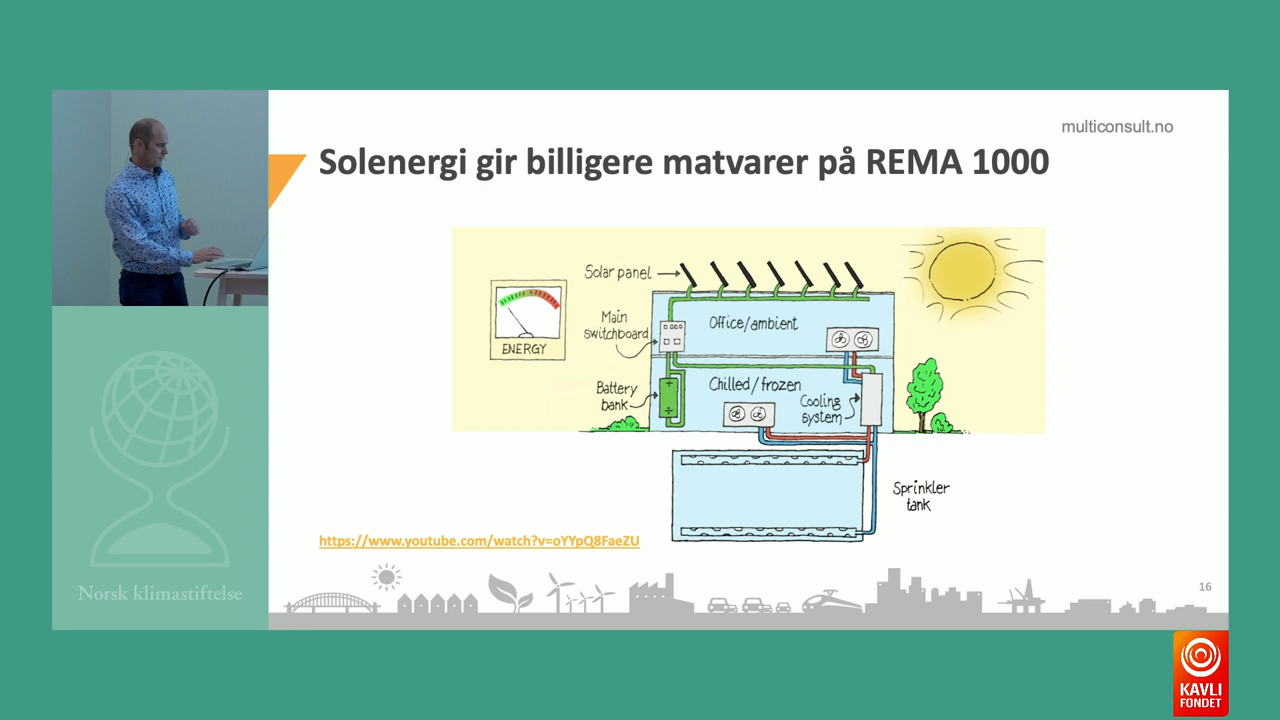 multiconsult.no
Solenergi gir billigere matvarer på REMA 1000
Solar panel
Main
switchboard
Office/ambient
ENERGY
Battery
bank
Chilled/frozen
Cooling
system
+
÷
Sprinkler
tank
https://www.youtube.com/watch?v=oYYpQ8FaeZU
Norsk klimastiftelse
16
KAVLI
FONDET